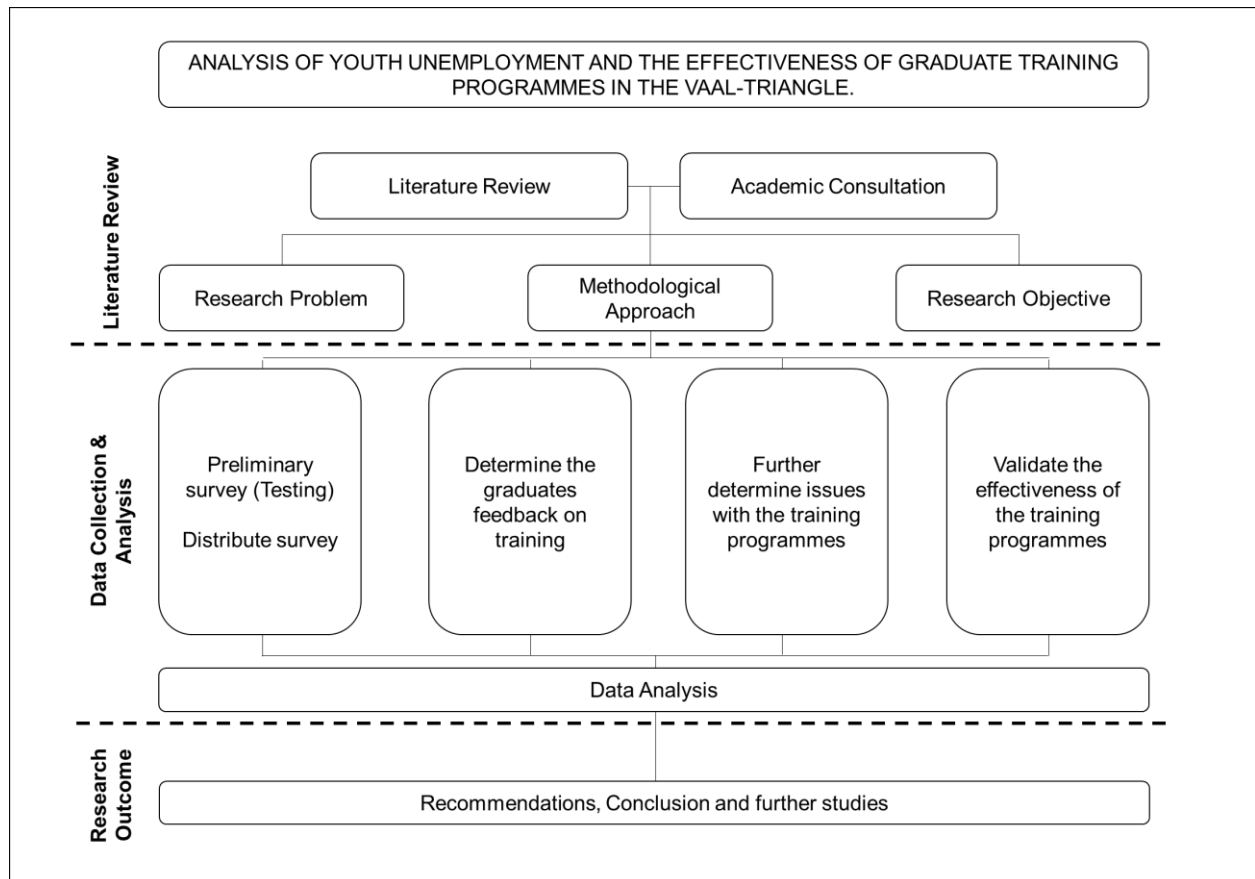 ANALYSIS OF YOUTH UNEMPLOYMENT AND THE EFFECTIVENESS OF GRADUATE TRAINING
PROGRAMMES IN THE VAAL-TRIANGLE.
Literature Review
Literature Review
Academic Consultation
Research Problem
Methodological
Approach
Research Objective
Data Collection &
Analysis
Preliminary
survey (Testing)
Distribute survey
Determine the
graduates
feedback on
training
Further
determine issues
with the training
programmes
Validate the
effectiveness of
the training
programmes
Data Analysis
Research
Outcome
Recommendations, Conclusion and further studies